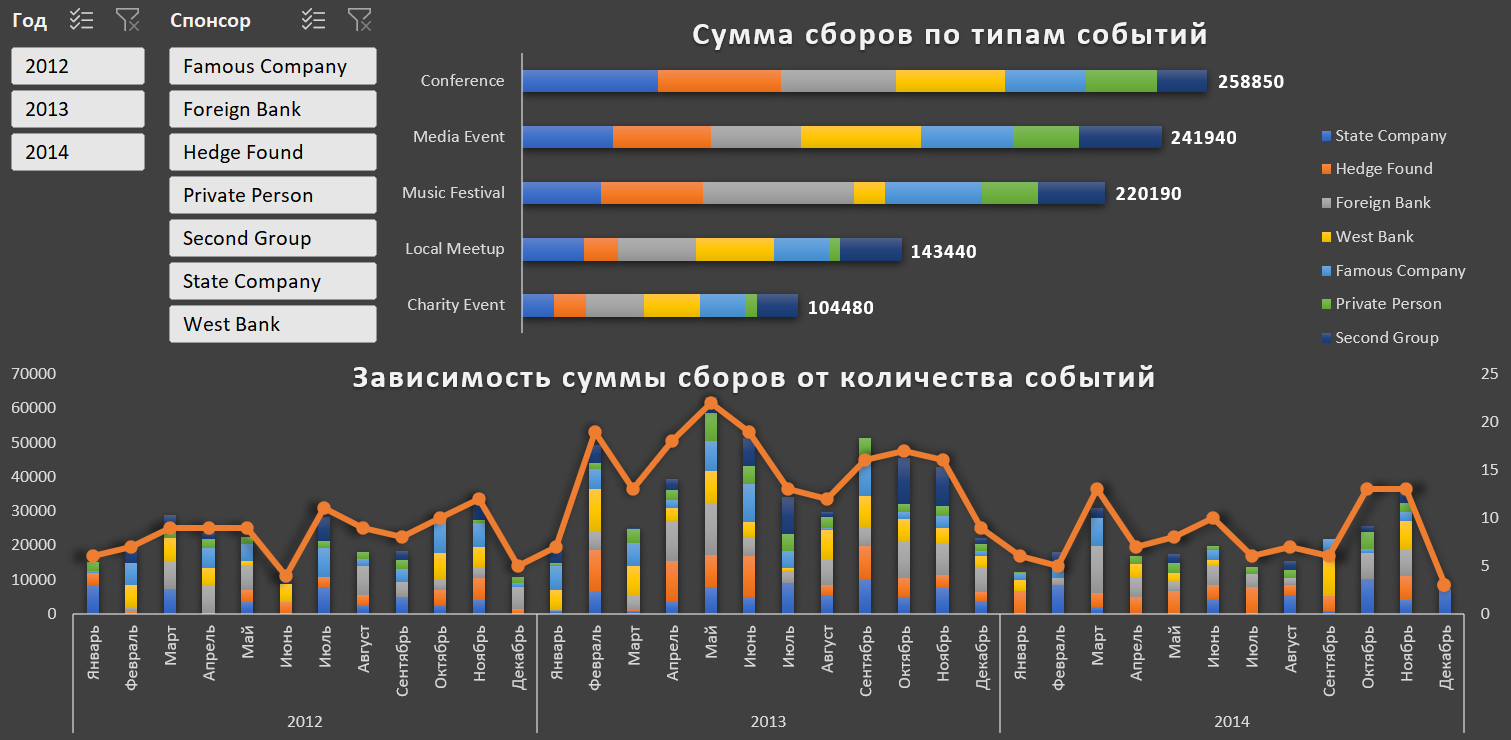 Год
2012
2013
2014
Спонсор
Famous Company
Foreign Bank
Hedge Found
Private Person
Second Group
State Company
West Bank
Сумма сборов по типам событий
Conference
258850
Media Event
241940
Music Festival
220190
Local Meetup
143440
Charity Event
104480
State Company
Hedge Found
Foreign Bank
West Bank
Famous Company
Private Person
Second Group
Зависимость суммы сборов от количества событий
70000
60000
50000
40000
30000
20000
10000
0
25
20
15
10
5
0
Январь
Февраль
Март
Апрель
Май
Июнь
Июль
Август
Сентябрь
Октябрь
Ноябрь
Декабрь
Январь
Февраль
Март
Апрель
Май
Июнь
Июль
Август
Сентябрь
Октябрь
Ноябрь
Декабрь
Январь
Февраль
Март
Апрель
Май
Июнь
Июль
Август
Сентябрь
Октябрь
Ноябрь
Декабрь
2012
2013
2014